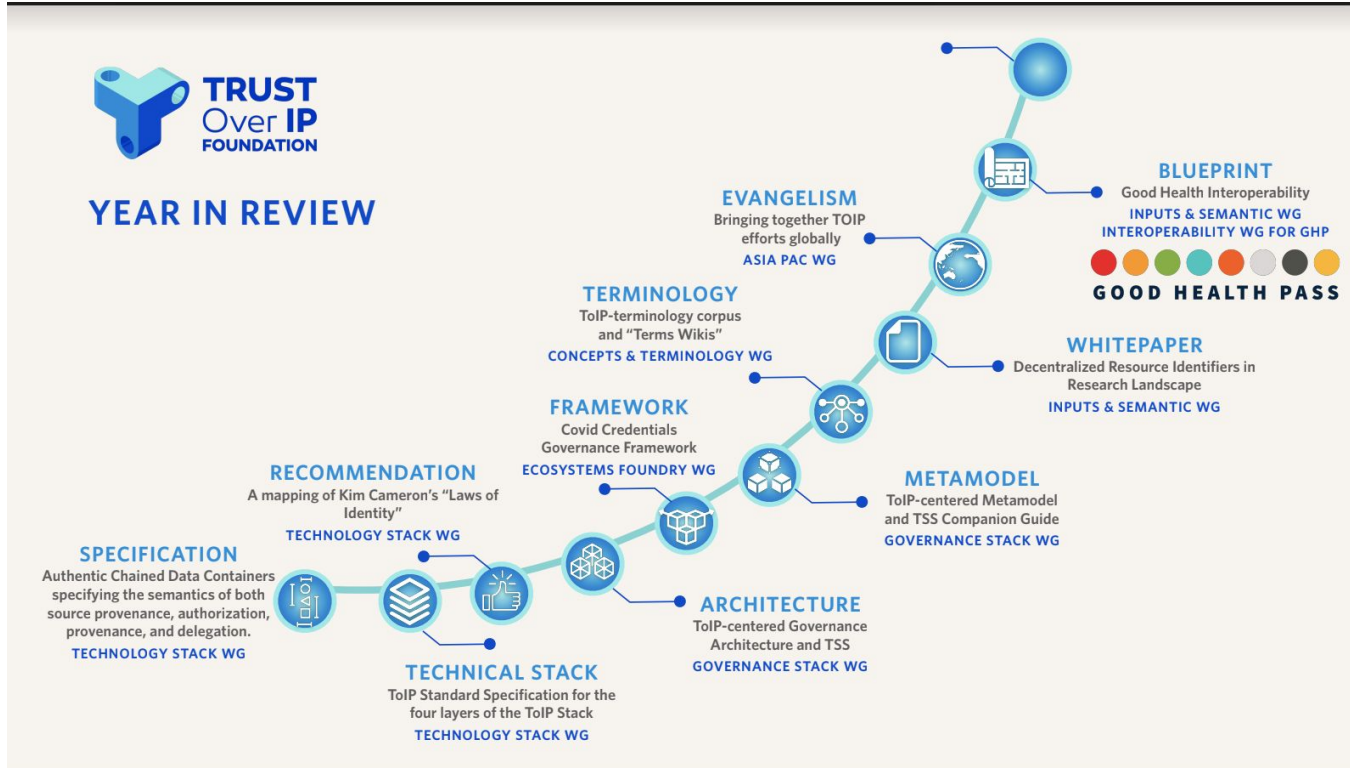 TRUST
Over IP
FOUNDATION
YEAR IN REVIEW
SPECIFICATION
Authentic Chained Data Containers
specifying the semantics of both
source provenance, authorization,
provenance, and delegation.
TECHNOLOGY STACK WG
TECHNICAL STACK
ToIP Standard Specification for the
four layers of the ToIP Stack
TECHNOLOGY STACK WG
RECOMMENDATION
A mapping of Kim Cameron's “Laws of
Identity”
TECHNOLOGY STACK WG
ARCHITECTURE
ToIP-centered Governance
Architecture and TSS
GOVERNANCE STACK WG
FRAMEWORK
Covid Credentials
Governance Framework
ECOSYSTEMS FOUNDRY WG
METAMODEL
ToIP-centered Metamodel
and TSS Companion Guide
GOVERNANCE STACK WG
TERMINOLOGY
ToIP-terminology corpus
and “Terms Wikis”
CONCEPTS & TERMINOLOGY WG
WHITEPAPER
Decentralized Resource Identifiers in
Research Landscape
INPUTS & SEMANTIC WG
EVANGELISM
Bringing together TOIP
efforts globally
ASIA PAC WG
BLUEPRINT
Good Health Interoperability
INPUTS & SEMANTIC WG
INTEROPERABILITY WG FOR GHP
GOOD HEALTH PASS